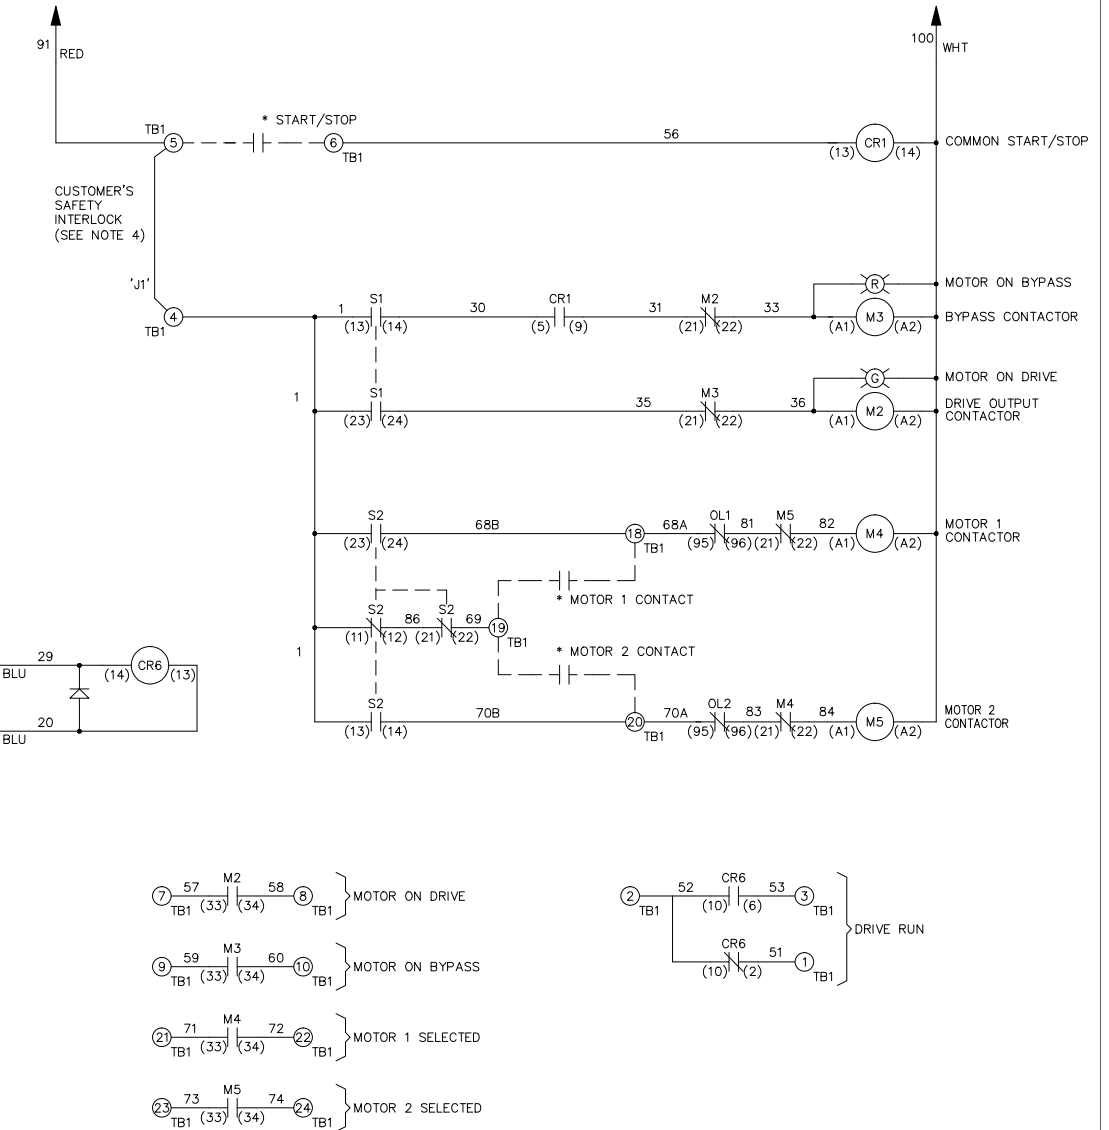 91
RED
100
WHT
TB1
5
* START/STOP
6
TB1
56
CR1
(13)
(14)
COMMON START/STOP
CUSTOMER'S
SAFETY
INTERLOCK
(SEE NOTE 4)
'J1'
4
TB1
R
MOTOR ON BYPASS
1
S1
(13)
(14)
30
CR1
(5)
(9)
31
M2
(21)
(22)
33
M3
(A1)
(A2)
BYPASS CONTACTOR
G
MOTOR ON DRIVE
1
S1
(23)
(24)
35
M3
(21)
(22)
36
M2
(A1)
(A2)
DRIVE OUTPUT
CONTACTOR
S2
(23)
(24)
68B
18
TB1
68A
OL1
(95)
(96)
81
M5
(21)
(22)
82
M4
(A1)
(A2)
MOTOR 1
CONTACTOR
* MOTOR 1 CONTACT
S2
(11)
(12)
86
S2
(21)
(22)
69
19
TB1
1
* MOTOR 2 CONTACT
29
BLU
(14)
CR6
(13)
20
BLU
S2
(13)
(14)
70B
20
TB1
70A
OL2
(95)
(96)
83
M4
(21)
(22)
84
M5
(A1)
(A2)
MOTOR 2
CONTACTOR
7
TB1
57
M2
(33)
(34)
58
8
TB1
MOTOR ON DRIVE
9
TB1
59
M3
(33)
(34)
60
10
TB1
MOTOR ON BYPASS
21
TB1
71
M4
(33)
(34)
72
22
TB1
MOTOR 1 SELECTED
23
TB1
73
M5
(33)
(34)
74
24
TB1
MOTOR 2 SELECTED
2
TB1
52
CR6
(10)
(6)
53
3
TB1
DRIVE RUN
CR6
(10)
(2)
51
1
TB1